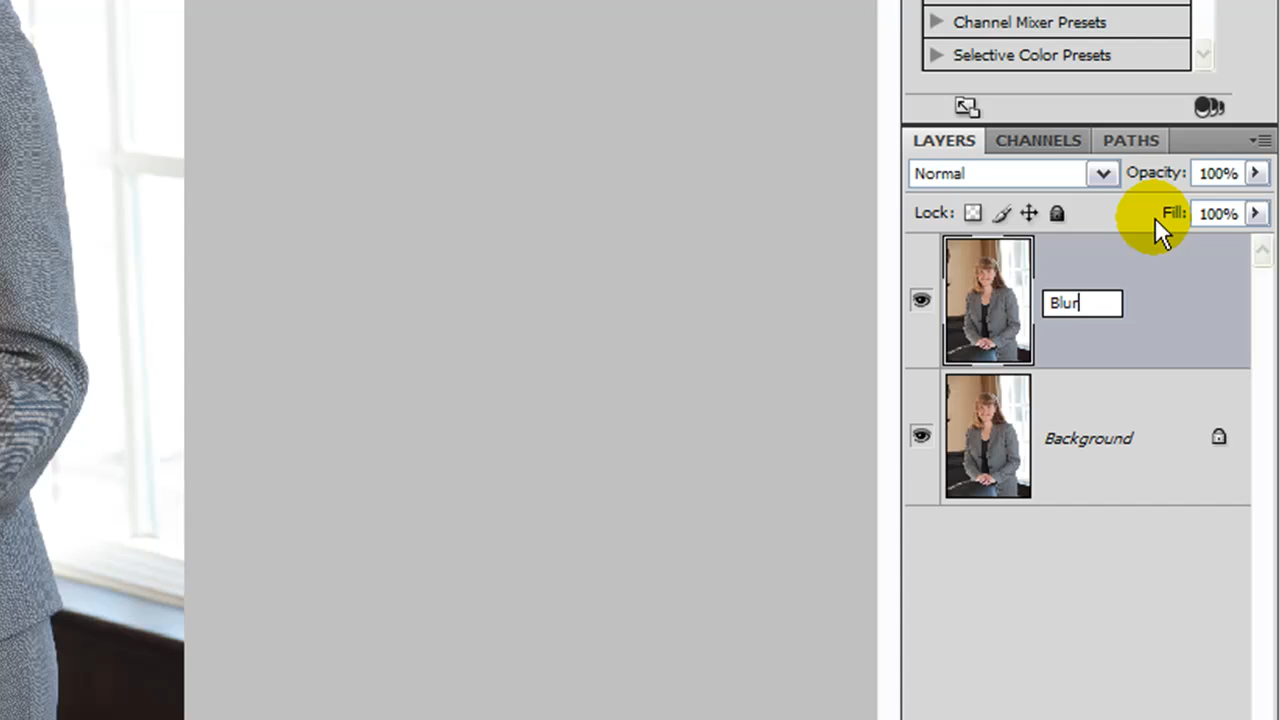 Channel Mixer Presets
Selective Color Presets
LAYERS CHANNELS PATHS
Normal Opacity: 100%
Lock: Fill: 100%
Blur
Background